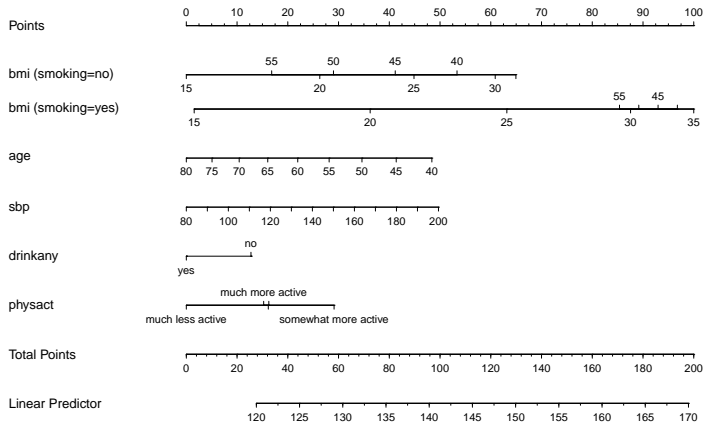 Points
0 10 20 30 40 50 60 70 80 90 100
bmi (smoking=no)
55 50 45 40
15 20 25 30
bmi (smoking=yes)
55 45
15 20 25 30 35
age
80 75 70 65 60 55 50 45 40
sbp
80 100 120 140 160 180 200
drinkany
no
yes
physact
much more active
much less active somewhat more active
Total Points
0 20 40 60 80 100 120 140 160 180 200
Linear Predictor
120 125 130 135 140 145 150 155 160 165 170